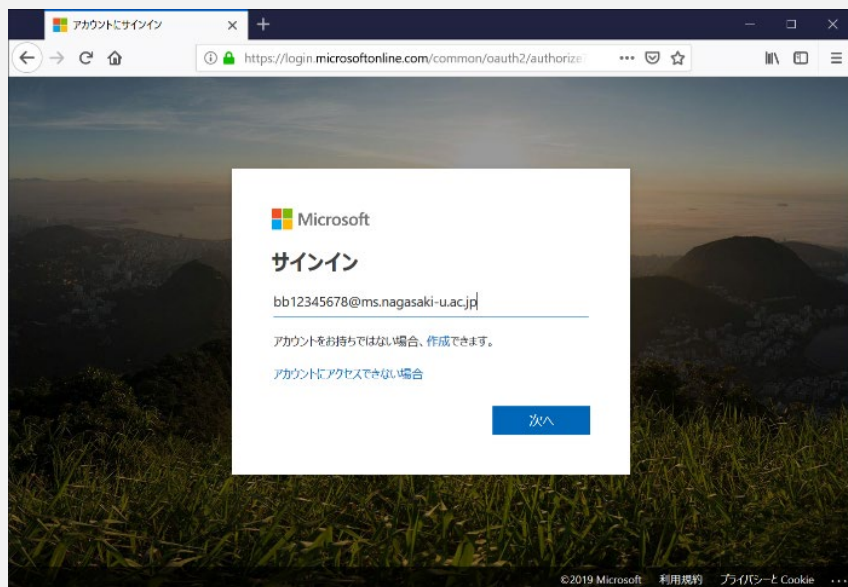 アカウントにサインイン
https://login.microsoftonline.com/common/oauth2/authorize
Microsoft
サインイン
bb12345678@ms.nagasaki-u.ac.jp
アカウントをお持ちではない場合、作成できます。
アカウントにアクセスできない場合
次へ
©2019 Microsoft 利用規約 プライバシーと Cookie ...